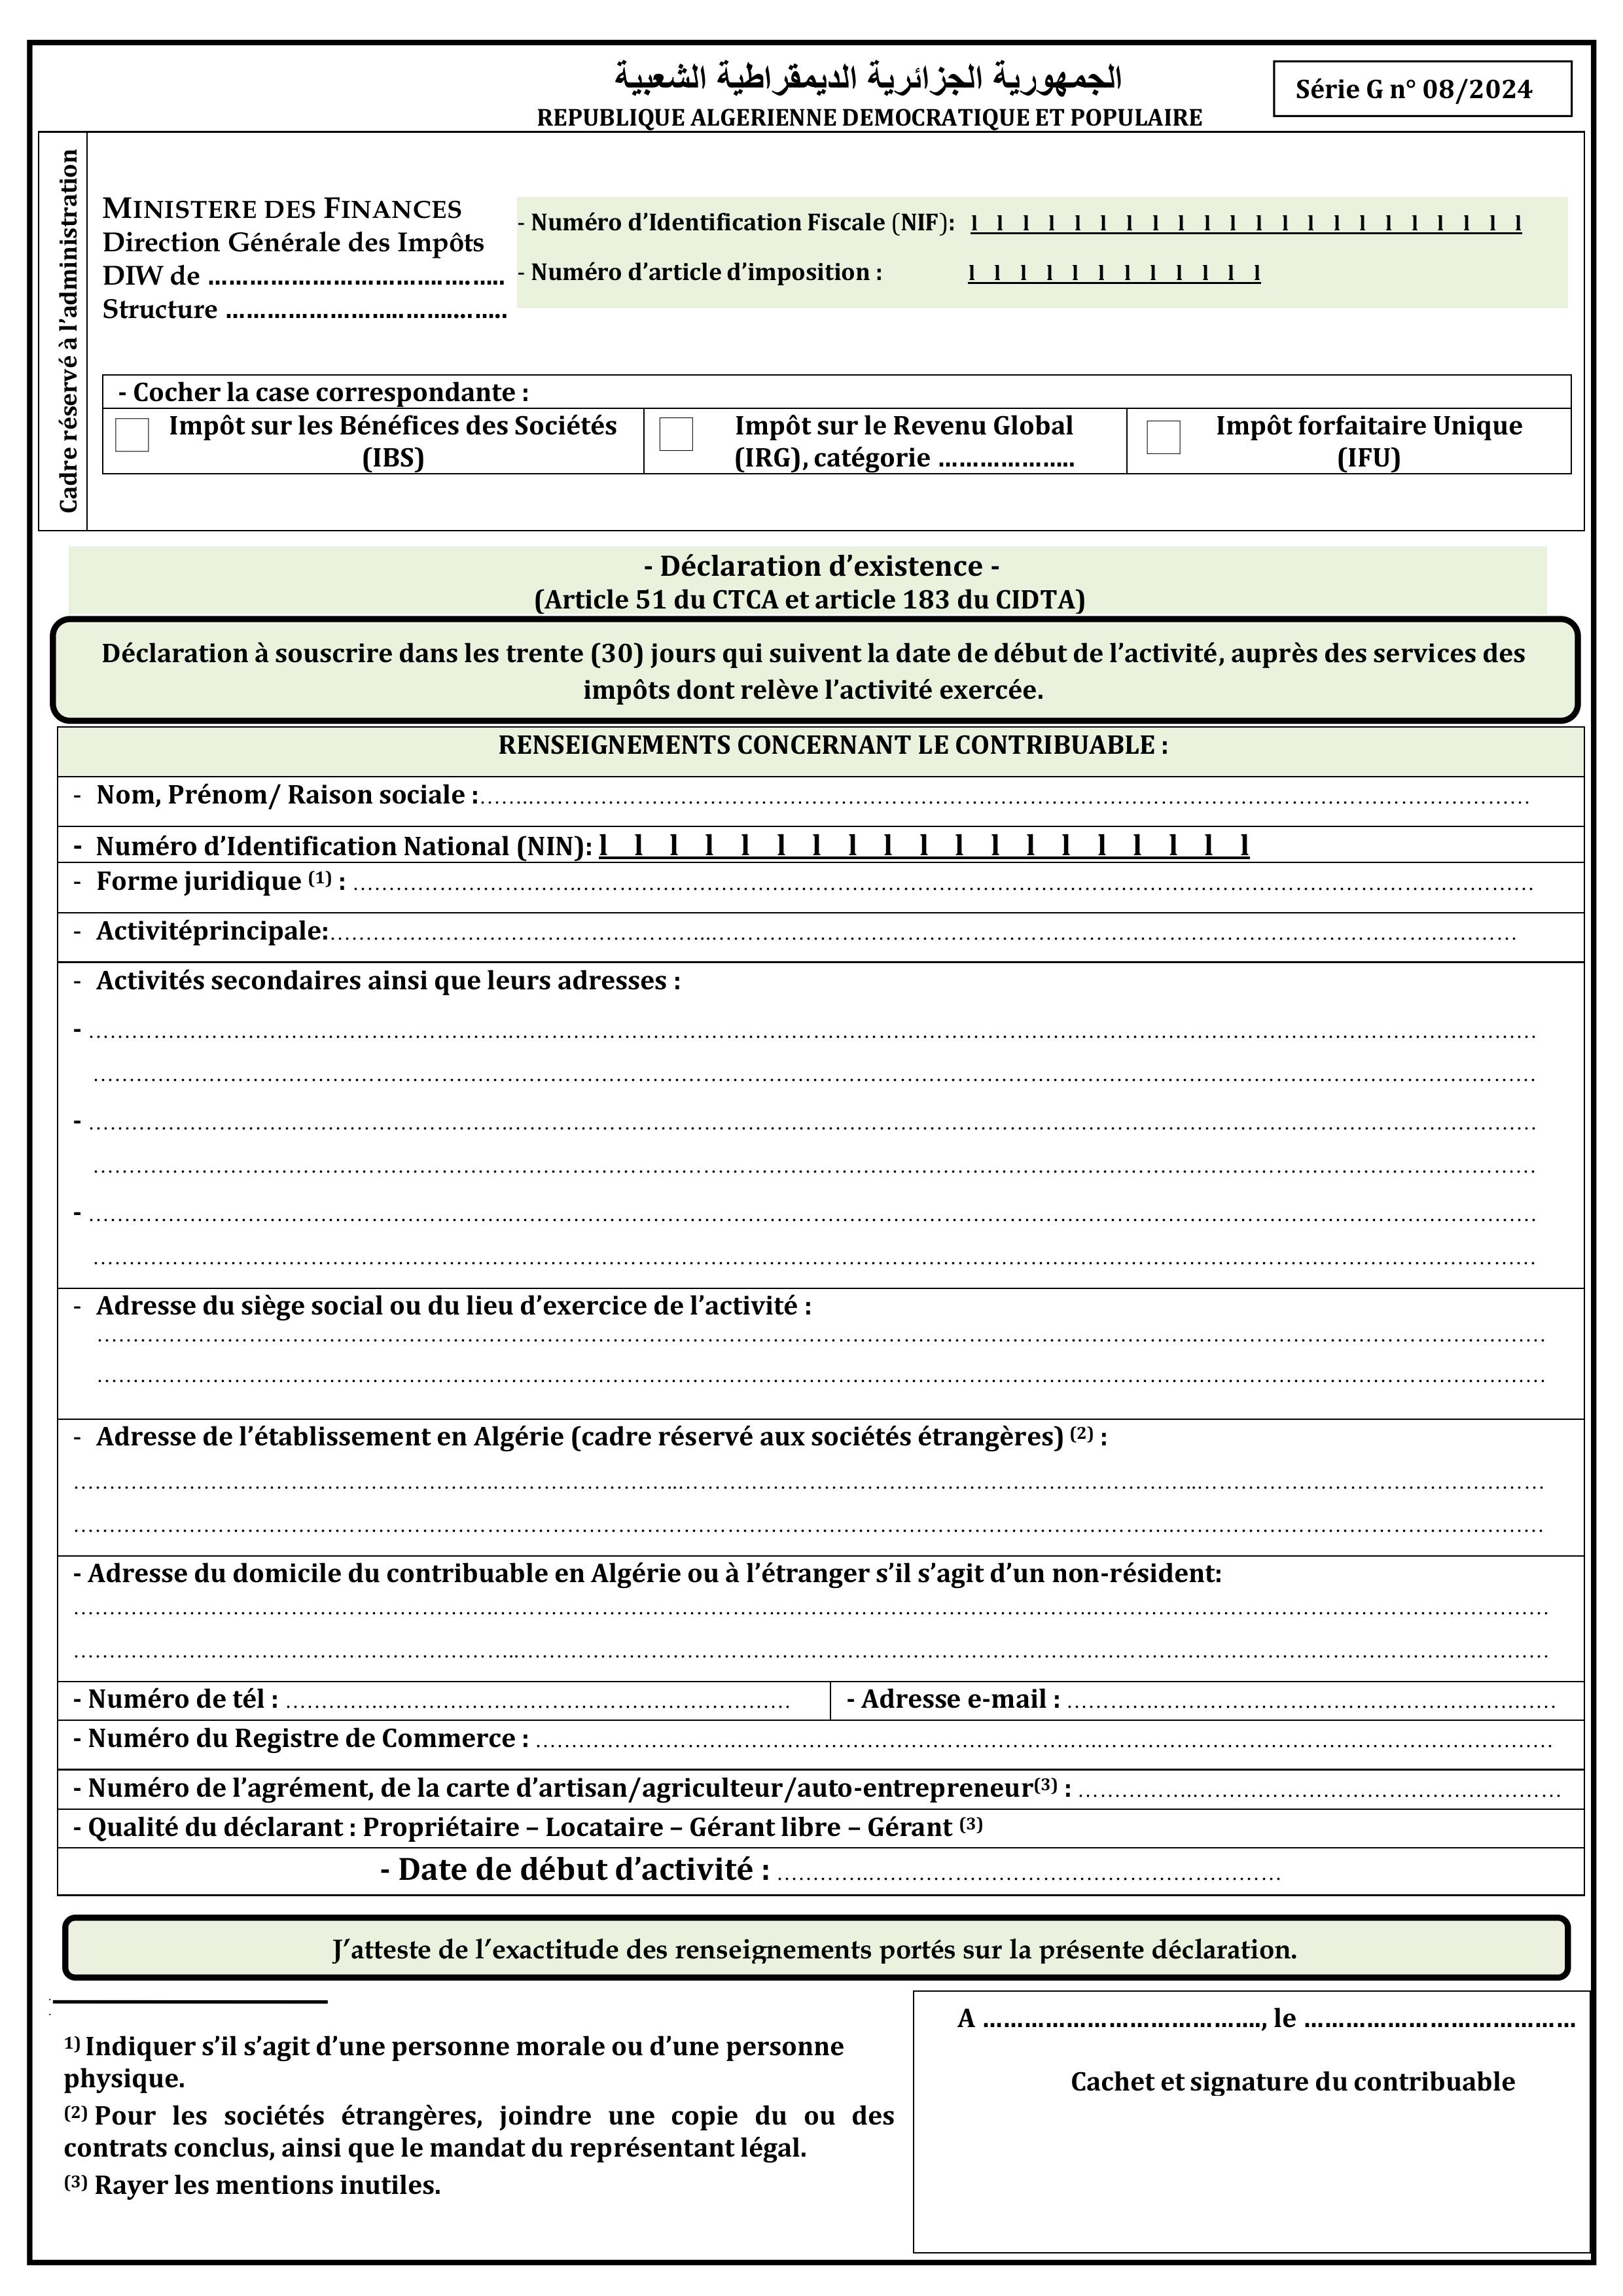 الجمهورية الجزائرية الديمقراطية الشعبية
Série G n° 08/2024
REPUBLIQUE ALGERIENNE DEMOCRATIQUE ET POPULAIRE
Cadre réservé à l’administration
MINISTERE DES FINANCES
Direction Générale des Impôts
DIW de ……………………………………
Structure ……………………………………
- Numéro d’Identification Fiscale (NIF): l l l l l l l l l l l l l l l l l l l l l l
- Numéro d’article d’imposition : l l l l l l l l l l l l
- Cocher la case correspondante :
Impôt sur les Bénéfices des Sociétés
(IBS)
Impôt sur le Revenu Global
(IRG), catégorie ………………..
Impôt forfaitaire Unique
(IFU)
- Déclaration d’existence -
(Article 51 du CTCA et article 183 du CIDTA)
Déclaration à souscrire dans les trente (30) jours qui suivent la date de début de l’activité, auprès des services des
impôts dont relève l’activité exercée.
RENSEIGNEMENTS CONCERNANT LE CONTRIBUABLE :
- Nom, Prénom/ Raison sociale :……………………………………………………
- Numéro d’Identification National (NIN): l l l l l l l l l l l l l l l l l l l
- Forme juridique (1) : ……………………………………………………
- Activitéprincipale:……………………………………………………
- Activités secondaires ainsi que leurs adresses :
- ……………………………………………………
……………………………………………………
- ……………………………………………………
……………………………………………………
- ……………………………………………………
……………………………………………………
- Adresse du siège social ou du lieu d’exercice de l’activité :
……………………………………………………
……………………………………………………
- Adresse de l’établissement en Algérie (cadre réservé aux sociétés étrangères) (2) :
……………………………………………………
……………………………………………………
- Adresse du domicile du contribuable en Algérie ou à l’étranger s’il s’agit d’un non-résident:
……………………………………………………
……………………………………………………
- Numéro de tél : ………………………………………
- Adresse e-mail : ………………………………………
- Numéro du Registre de Commerce : ……………………………………………………
- Numéro de l’agrément, de la carte d’artisan/agriculteur/auto-entrepreneur(3) : ………………………………………
- Qualité du déclarant : Propriétaire – Locataire – Gérant libre – Gérant (3)
- Date de début d’activité : ………………………………………
J’atteste de l’exactitude des renseignements portés sur la présente déclaration.
1) Indiquer s’il s’agit d’une personne morale ou d’une personne
physique.
(2) Pour les sociétés étrangères, joindre une copie du ou des
contrats conclus, ainsi que le mandat du représentant légal.
(3) Rayer les mentions inutiles.
A …………………………………., le …………………………………
Cachet et signature du contribuable